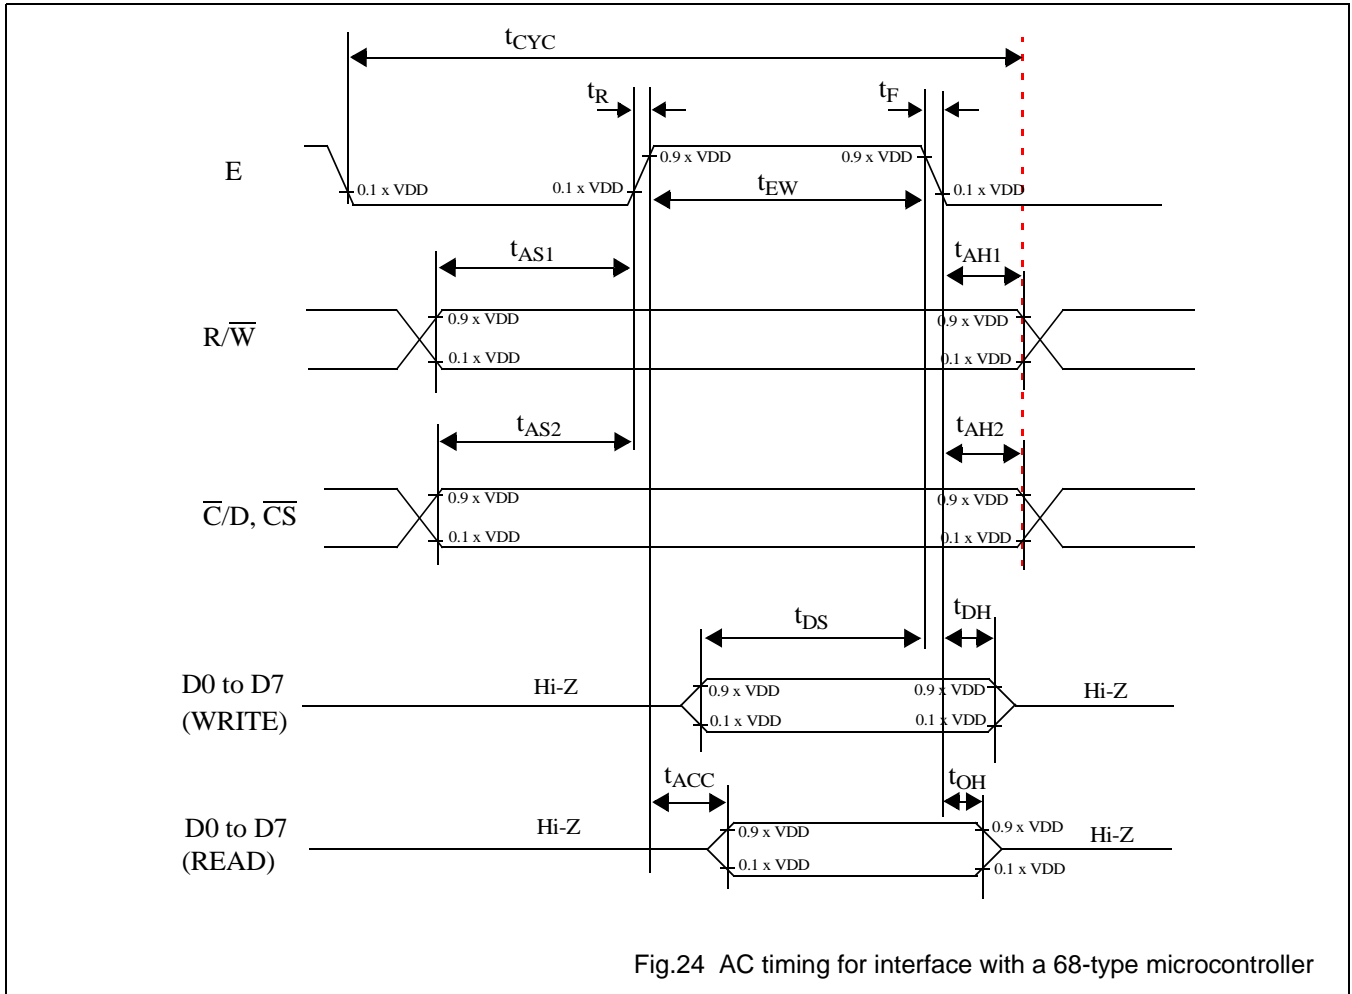 tCYC
tR
tF
E
0.9 x VDD
0.9 x VDD
0.1 x VDD
0.1 x VDD
tEW
0.1 x VDD
tAS1
tAH1
R/W̅
0.9 x VDD
0.9 x VDD
0.1 x VDD
0.1 x VDD
tAS2
tAH2
C̅/D, C̅S̅
0.9 x VDD
0.9 x VDD
0.1 x VDD
0.1 x VDD
tDS
tDH
D0 to D7
(WRITE)
Hi-Z
0.9 x VDD
0.9 x VDD
Hi-Z
0.1 x VDD
0.1 x VDD
tACC
tOH
D0 to D7
(READ)
Hi-Z
0.9 x VDD
0.9 x VDD
Hi-Z
0.1 x VDD
0.1 x VDD
Fig.24 AC timing for interface with a 68-type microcontroller